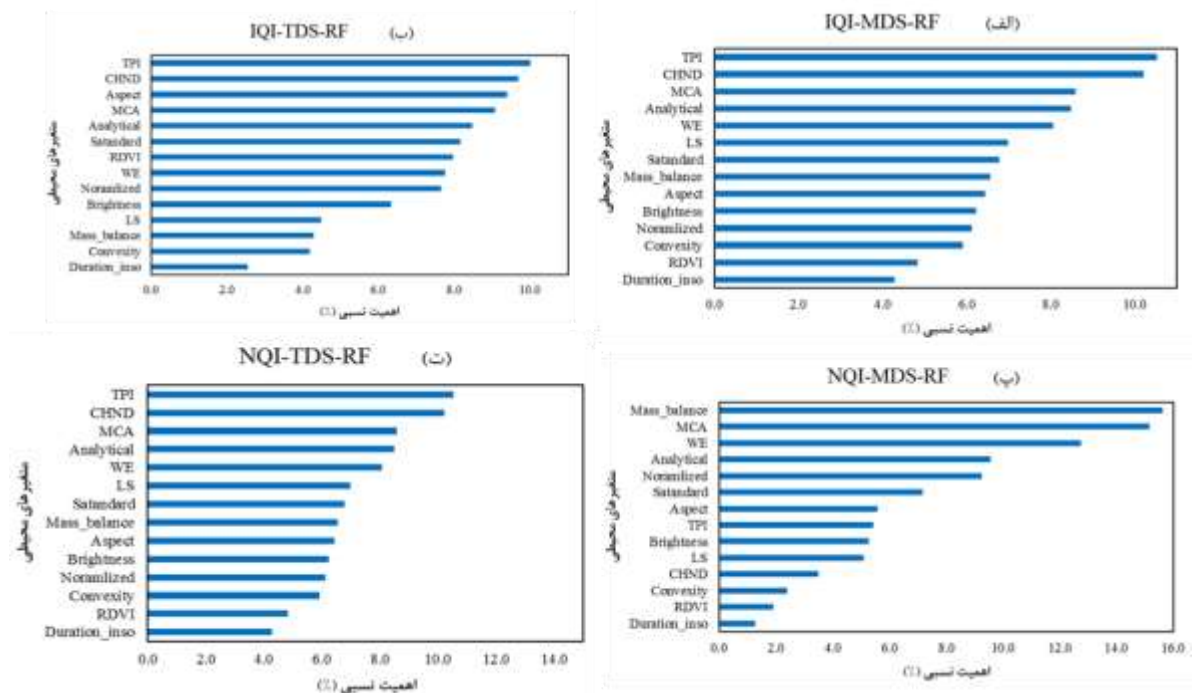 IQI-TDS-RF (ب)
متغیرهای محیطی
TPI
CHND
Aspect
MCA
Analytical
Satandard
RDVI
WE
Noramlized
Brightness
LS
Mass_balance
Convexity
Duration_inso
0.0 2.0 4.0 6.0 8.0 10.0
اهمیت نسبی (٪)
IQI-MDS-RF (الف)
متغیرهای محیطی
TPI
CHND
MCA
Analytical
WE
LS
Satandard
Mass_balance
Aspect
Brightness
Noramlized
Convexity
RDVI
Duration_inso
0.0 2.0 4.0 6.0 8.0 10.0
اهمیت نسبی (٪)
NQI-TDS-RF (ت)
متغیرهای محیطی
TPI
CHND
MCA
Analytical
WE
LS
Satandard
Mass_balance
Aspect
Brightness
Noramlized
Convexity
RDVI
Duration_inso
0.0 2.0 4.0 6.0 8.0 10.0 12.0 14.0
اهمیت نسبی (٪)
NQI-MDS-RF (پ)
متغیرهای محیطی
Mass_balance
MCA
WE
Analytical
Noramlized
Satandard
Aspect
TPI
Brightness
LS
CHND
Convexity
RDVI
Duration_inso
0.0 2.0 4.0 6.0 8.0 10.0 12.0 14.0 16.0
اهمیت نسبی (٪)